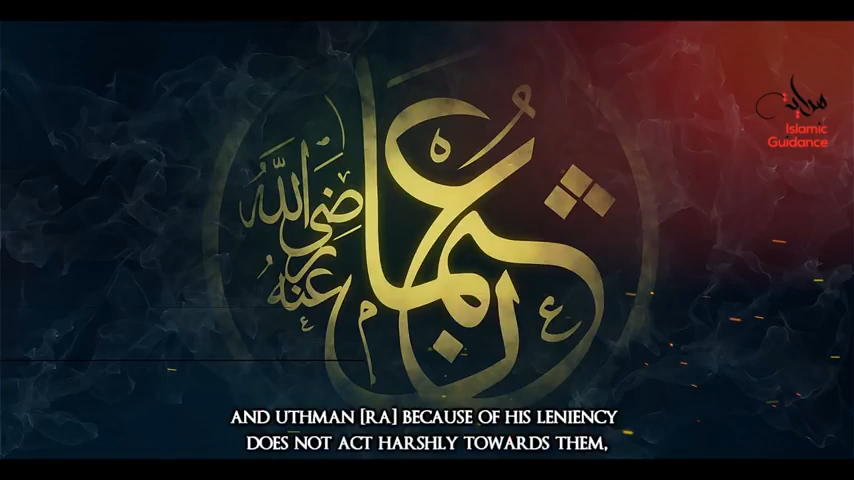 عثمان
رضي الله عنه
هداية
Islamic
Guidance
AND UTHMAN [RA] BECAUSE OF HIS LENIENCY
DOES NOT ACT HARSHLY TOWARDS THEM,